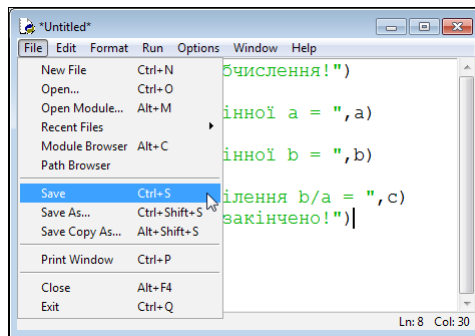 *Untitled*
File Edit Format Run Options Window Help
New File Ctrl+N
Open... Ctrl+O
Open Module... Alt+M
Recent Files
Module Browser Alt+C
Path Browser
Save Ctrl+S
Save As... Ctrl+Shift+S
Save Copy As... Alt+Shift+S
Print Window Ctrl+P
Close Alt+F4
Exit Ctrl+Q
бчислення!")
інної a = ",a)
інної b = ",b)
ілення b/a = ",c)
закінчено!")
Ln: 8 Col: 30